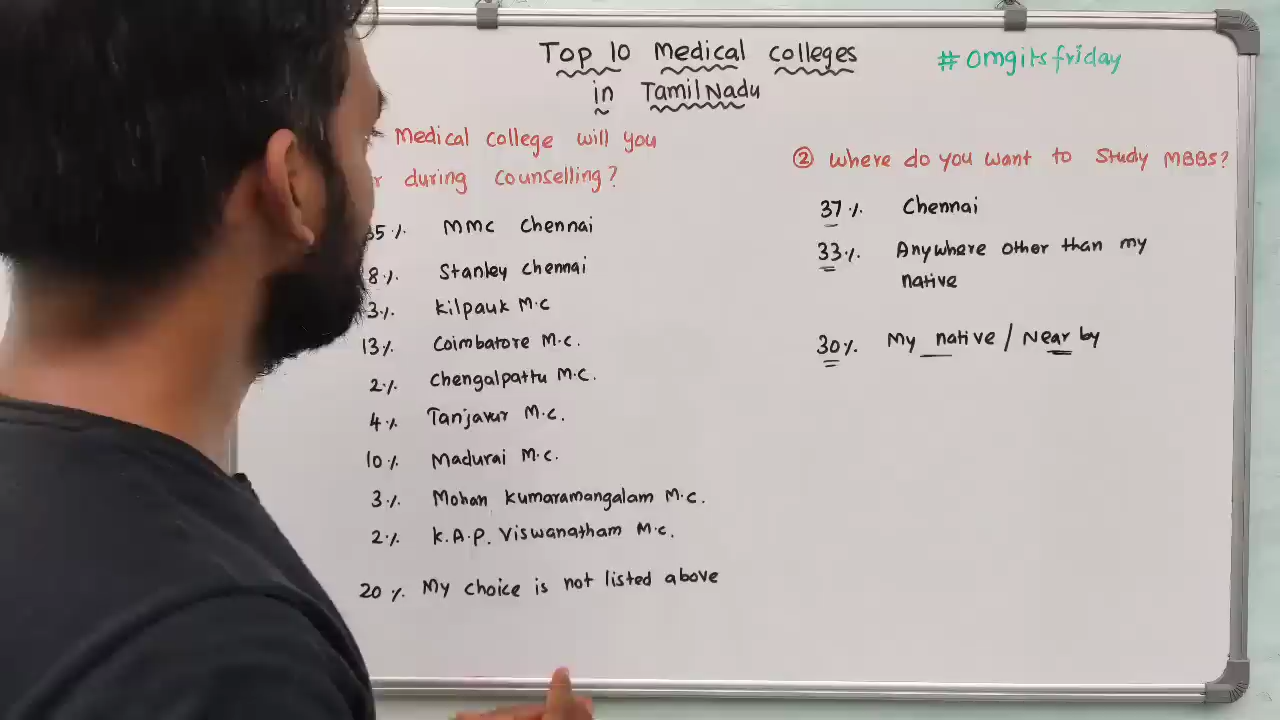 Top 10 Medical colleges
in TamilNadu
#omgitsfriday
Medical college will you
r during counselling?
35% MMC Chennai
8% Stanley chennai
3% Kilpauk M.C
13% Coimbatore M.C.
2% Chengalpattu M.C.
4% Tanjavur M.C.
10% Madurai M.C.
3% Mohan Kumaramangalam M.C.
2% K.A.P. Viswanatham M.C.
20% My choice is not listed above
② Where do you want to study MBBS?
37% Chennai
33% Anywhere other than my
native
30% My native / Near by